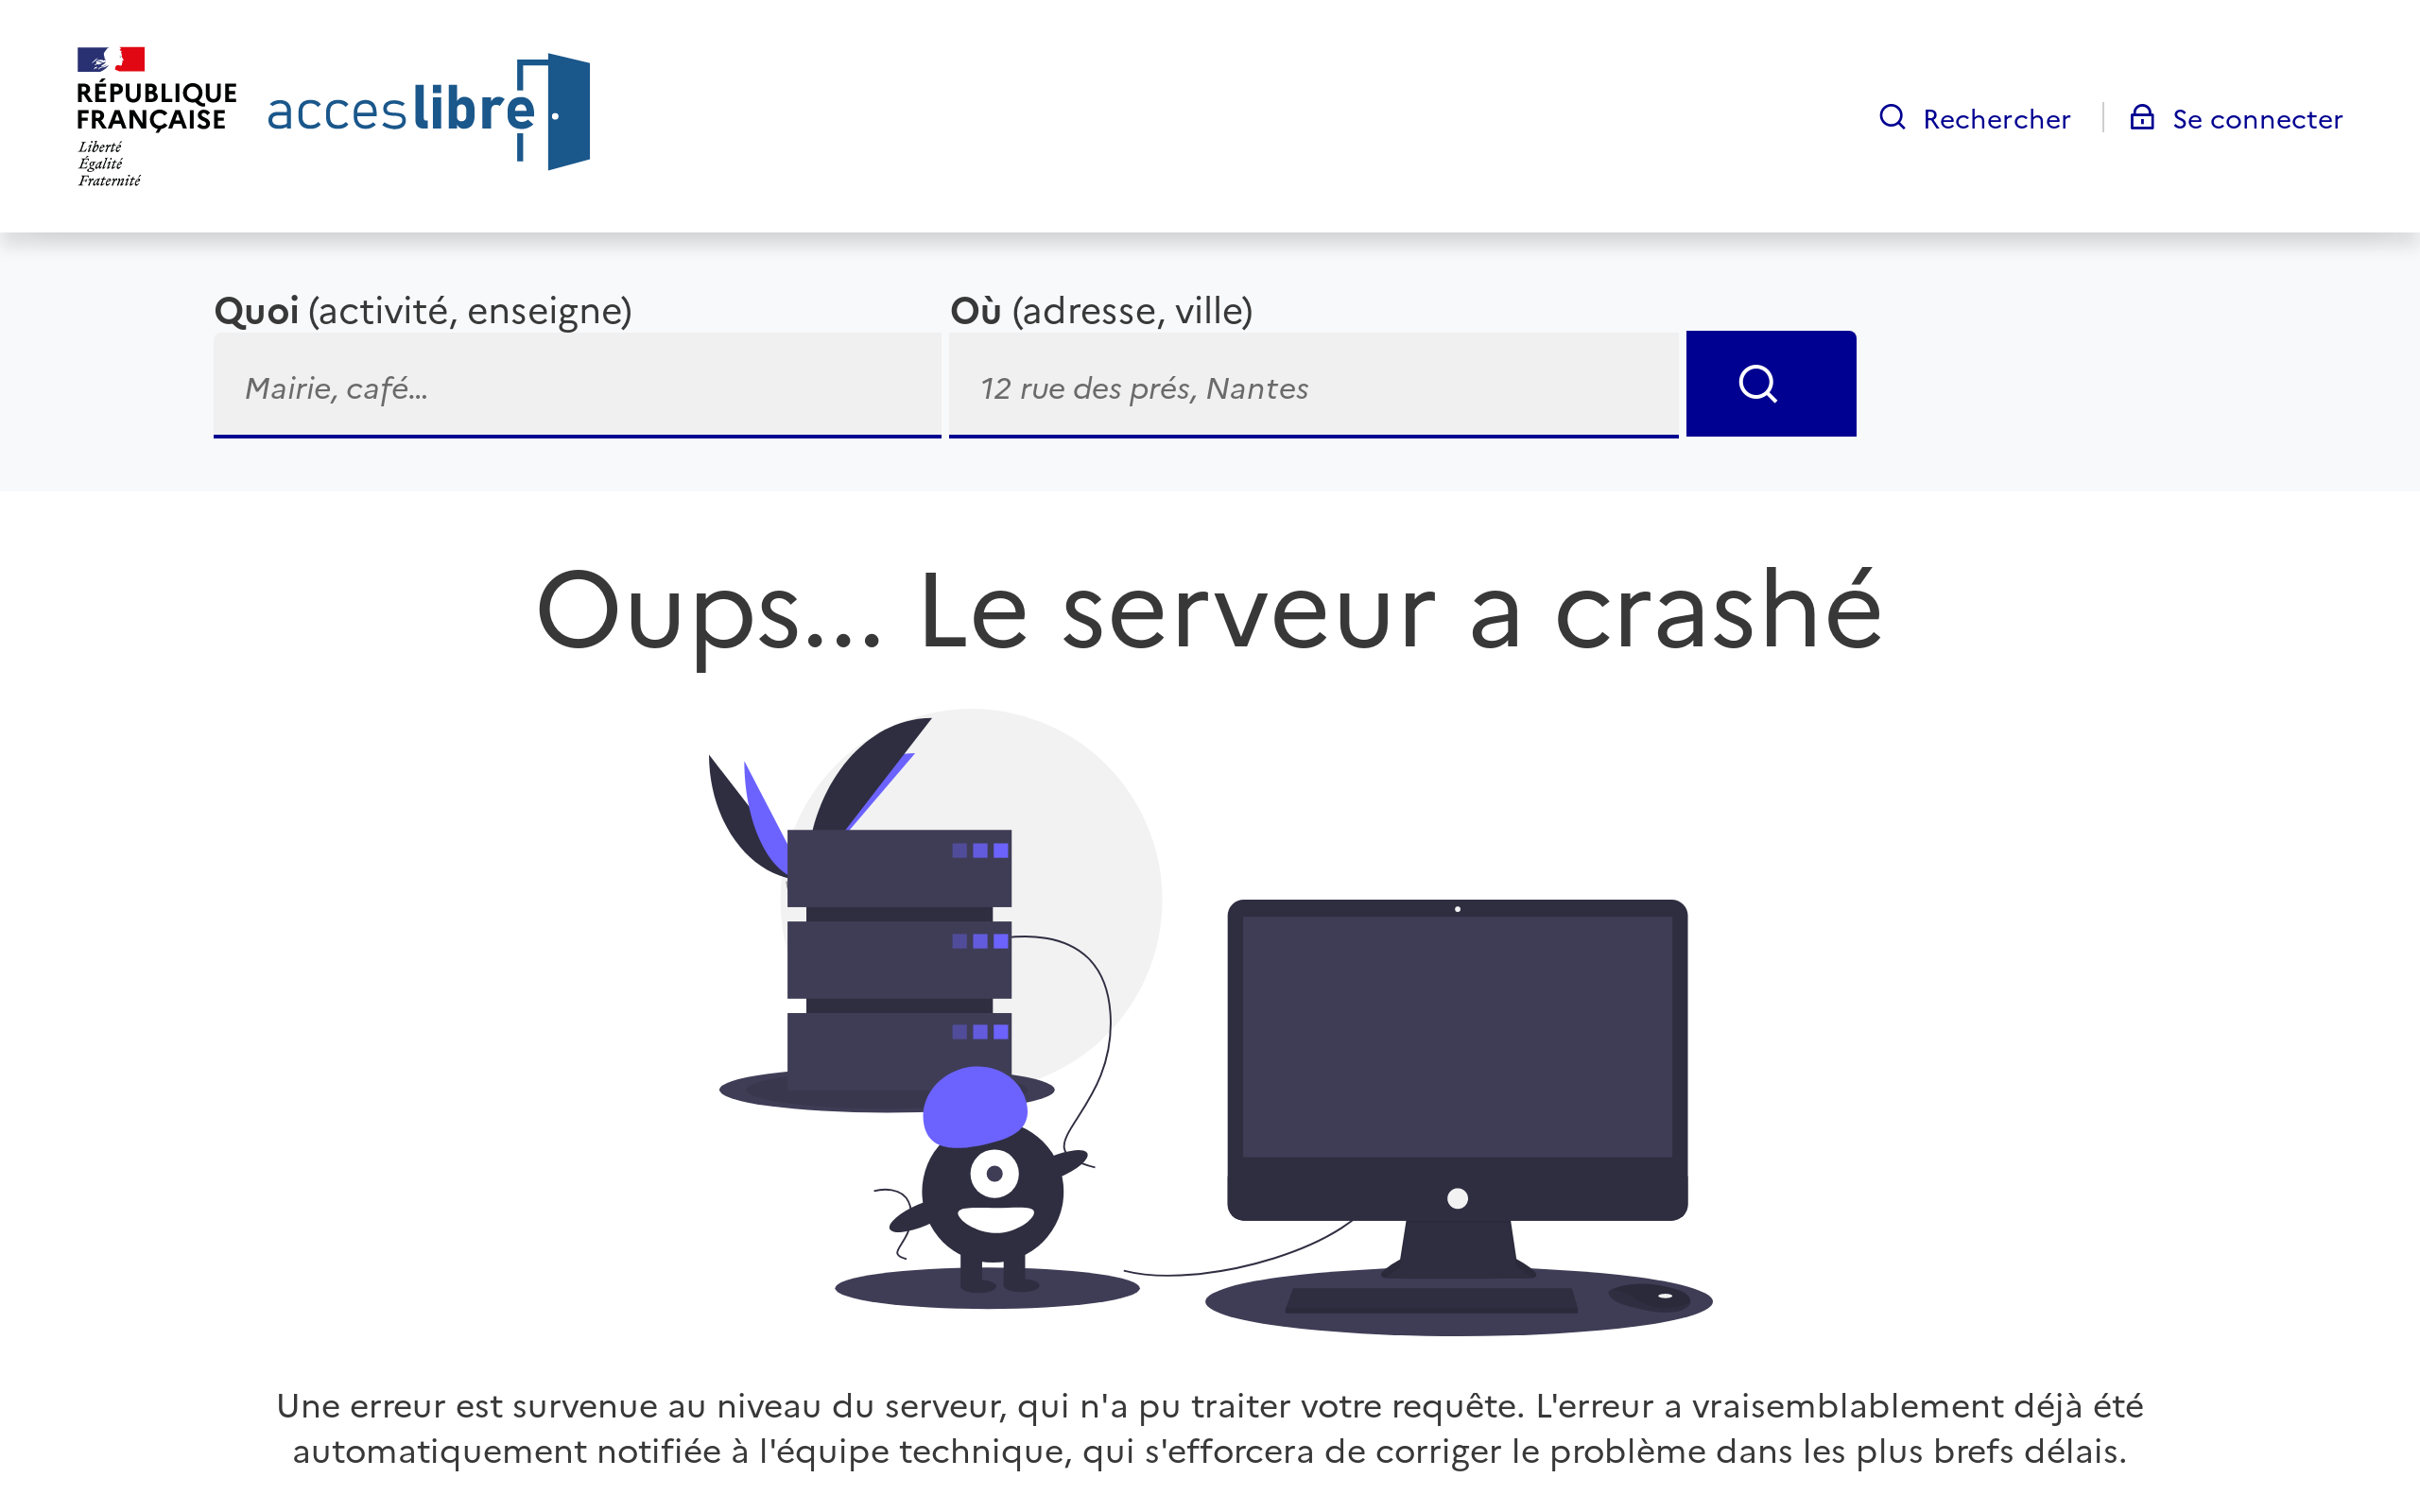 RÉPUBLIQUE
FRANÇAISE
Liberté
Égalité
Fraternité
acceslibre
Rechercher
Se connecter
Quoi (activité, enseigne)
Où (adresse, ville)
Mairie, café...
12 rue des prés, Nantes
Oups... Le serveur a crashé
Une erreur est survenue au niveau du serveur, qui n'a pu traiter votre requête. L'erreur a vraisemblablement déjà été
automatiquement notifiée à l'équipe technique, qui s'efforcera de corriger le problème dans les plus brefs délais.